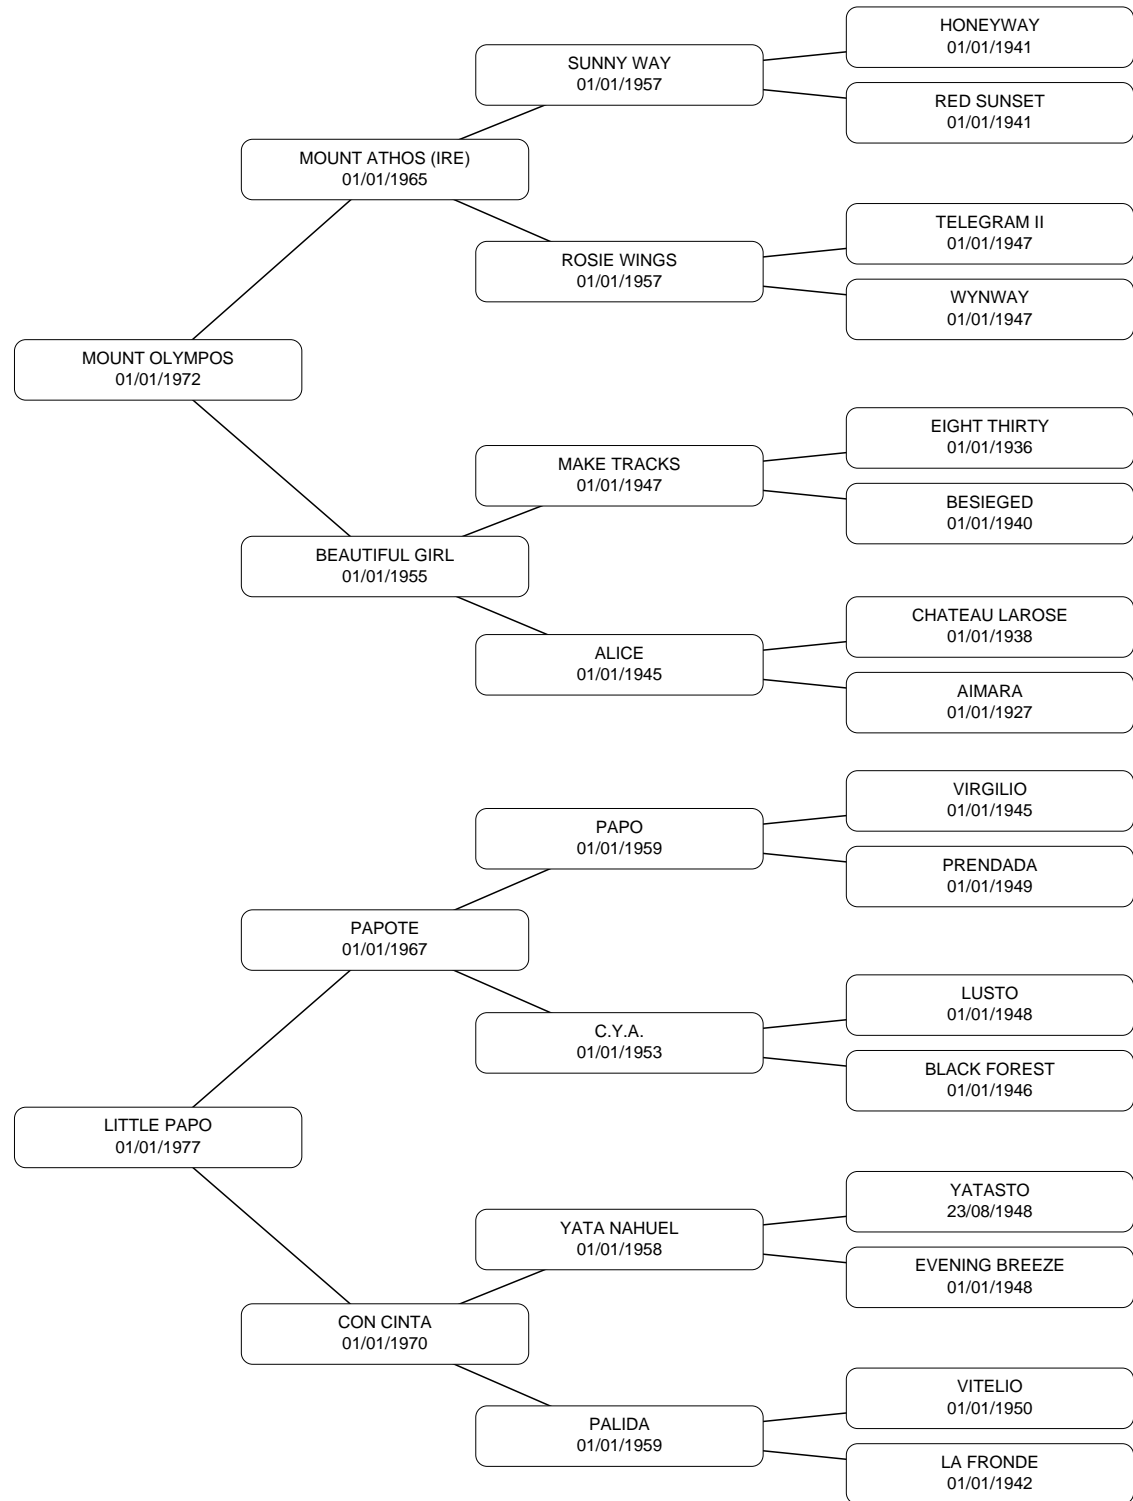 HONEYWAY
01/01/1941
SUNNY WAY
01/01/1957
RED SUNSET
01/01/1941
MOUNT ATHOS (IRE)
01/01/1965
TELEGRAM II
01/01/1947
ROSIE WINGS
01/01/1957
WYNWAY
01/01/1947
MOUNT OLYMPOS
01/01/1972
EIGHT THIRTY
01/01/1936
MAKE TRACKS
01/01/1947
BESIEGED
01/01/1940
BEAUTIFUL GIRL
01/01/1955
CHATEAU LAROSE
01/01/1938
ALICE
01/01/1945
AIMARA
01/01/1927
VIRGILIO
01/01/1945
PAPO
01/01/1959
PRENDADA
01/01/1949
PAPOTE
01/01/1967
LUSTO
01/01/1948
C.Y.A.
01/01/1953
BLACK FOREST
01/01/1946
LITTLE PAPO
01/01/1977
YATASTO
23/08/1948
YATA NAHUEL
01/01/1958
EVENING BREEZE
01/01/1948
CON CINTA
01/01/1970
VITELIO
01/01/1950
PALIDA
01/01/1959
LA FRONDE
01/01/1942